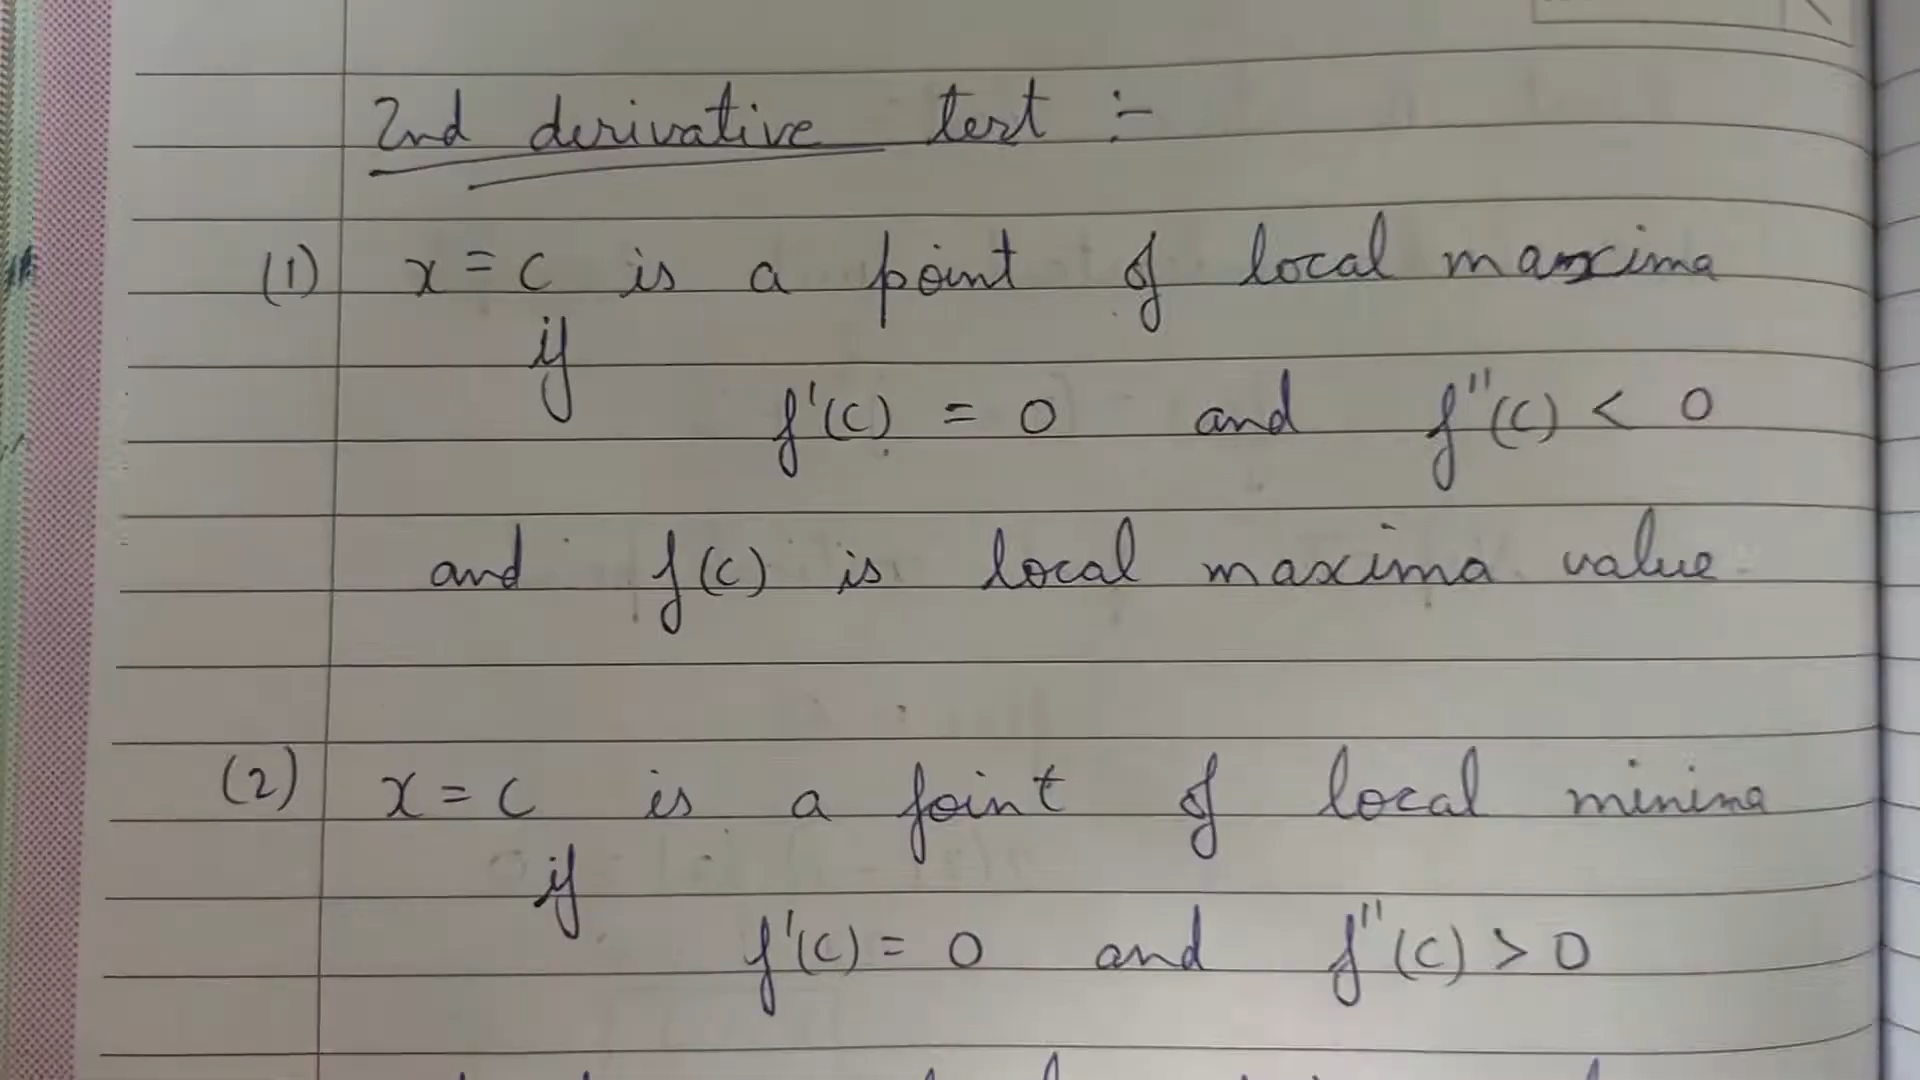 2nd derivative test :-
(1) x = c is a point of local maxima
if
f'(c) = 0 and f''(c) < 0
and f(c) is local maxima value
(2) x = c is a point of local minima
if
f'(c) = 0 and f''(c) > 0